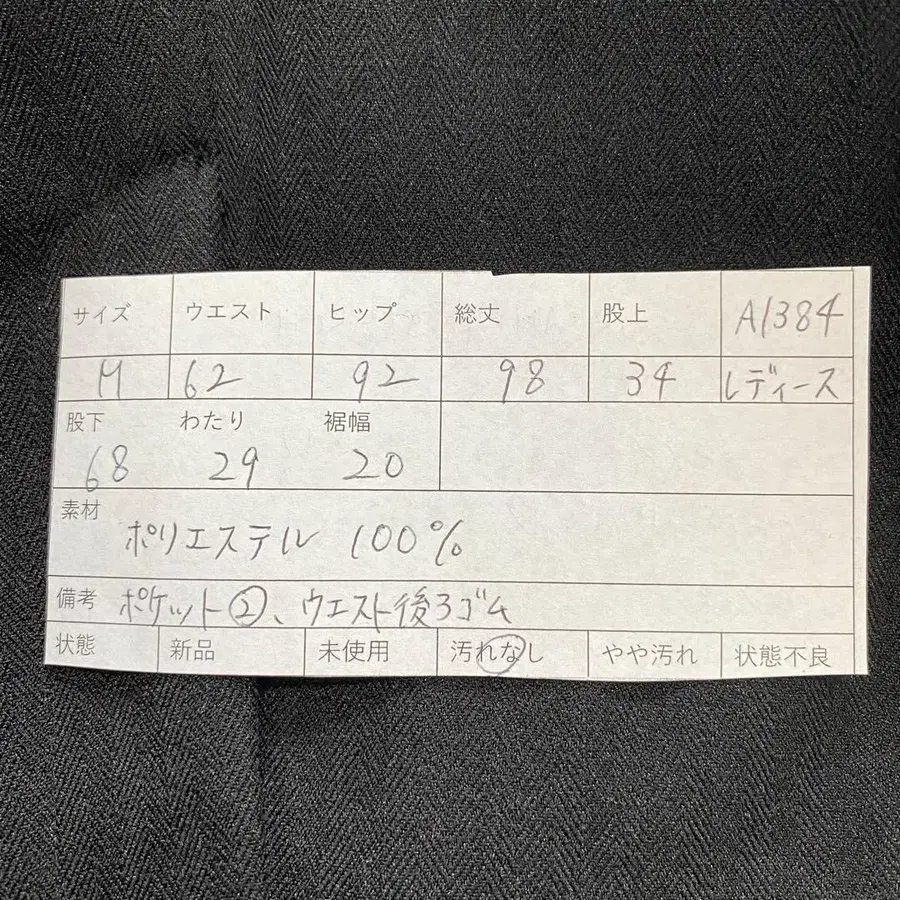 サイズ ウエスト ヒップ 総丈 股上 A1384
M 62 92 98 34 レディース
股下 わたり 裾幅
68 29 20
素材 ポリエステル 100%
備考 ポケット②、ウエスト後ろゴム
状態 新品 未使用 汚れなし やや汚れ 状態不良